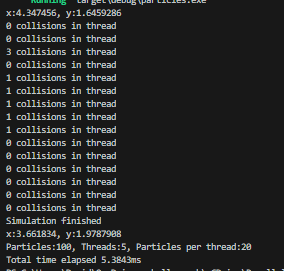 Running `target\debug\particles.exe`
x:4.347456, y:1.6459286
0 collisions in thread
0 collisions in thread
3 collisions in thread
0 collisions in thread
1 collisions in thread
1 collisions in thread
1 collisions in thread
1 collisions in thread
1 collisions in thread
0 collisions in thread
0 collisions in thread
0 collisions in thread
0 collisions in thread
0 collisions in thread
0 collisions in thread
Simulation finished
x:3.661834, y:1.9787908
Particles:100, Threads:5, Particles per thread:20
Total time elapsed 5.3843ms